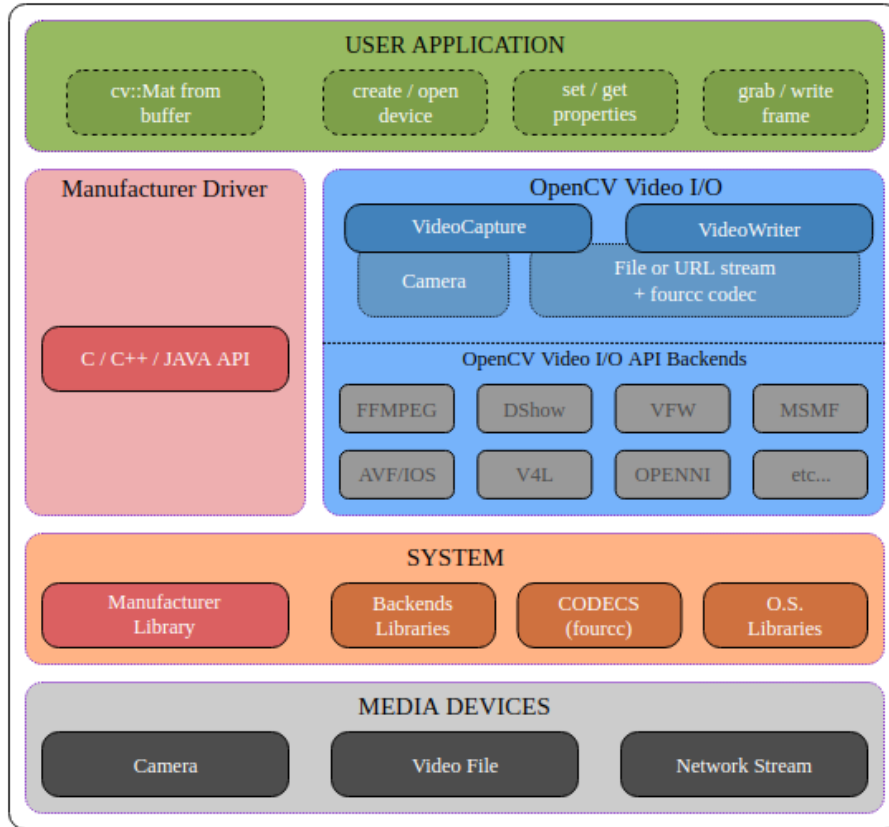 USER APPLICATION
cv::Mat from
buffer
create / open
device
set / get
properties
grab / write
frame
Manufacturer Driver
C / C++ / JAVA API
OpenCV Video I/O
VideoCapture
VideoWriter
Camera
File or URL stream
+ fourcc codec
OpenCV Video I/O API Backends
FFMPEG
DShow
VFW
MSMF
AVF/IOS
V4L
OPENNI
etc...
SYSTEM
Manufacturer
Library
Backends
Libraries
CODECS
(fourcc)
O.S.
Libraries
MEDIA DEVICES
Camera
Video File
Network Stream